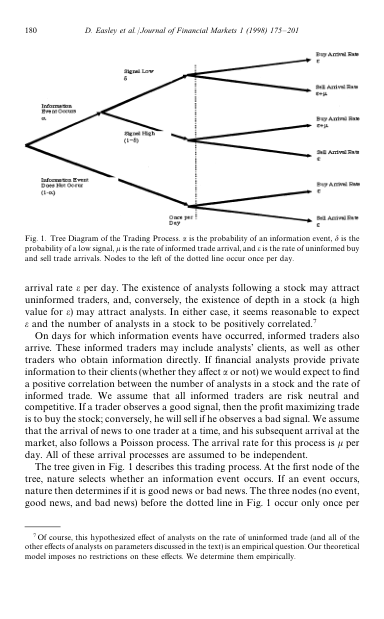 180
D. Easley et al. /Journal of Financial Markets 1 (1998) 175–201
Buy Arrival Rate
ε
Signal Low
δ
Sell Arrival Rate
ε+μ
Information
Event Occurs
α
Buy Arrival Rate
ε+μ
Signal High
(1-δ)
Sell Arrival Rate
ε
Information Event
Does Not Occur
(1-α)
Buy Arrival Rate
ε
Once per
Day
Sell Arrival Rate
ε
Fig. 1. Tree Diagram of the Trading Process. α is the probability of an information event, δ is the
probability of a low signal, μ is the rate of informed trade arrival, and ε is the rate of uninformed buy
and sell trade arrivals. Nodes to the left of the dotted line occur once per day.
arrival rate ε per day. The existence of analysts following a stock may attract
uninformed traders, and, conversely, the existence of depth in a stock (a high
value for ε) may attract analysts. In either case, it seems reasonable to expect
ε and the number of analysts in a stock to be positively correlated.7
On days for which information events have occurred, informed traders also
arrive. These informed traders may include analysts' clients, as well as other
traders who obtain information directly. If financial analysts provide private
information to their clients (whether they affect α or not) we would expect to find
a positive correlation between the number of analysts in a stock and the rate of
informed trade. We assume that all informed traders are risk neutral and
competitive. If a trader observes a good signal, then the profit maximizing trade
is to buy the stock; conversely, he will sell if he observes a bad signal. We assume
that the arrival of news to one trader at a time, and his subsequent arrival at the
market, also follows a Poisson process. The arrival rate for this process is μ per
day. All of these arrival processes are assumed to be independent.
The tree given in Fig. 1 describes this trading process. At the first node of the
tree, nature selects whether an information event occurs. If an event occurs,
nature then determines if it is good news or bad news. The three nodes (no event,
good news, and bad news) before the dotted line in Fig. 1 occur only once per
7 Of course, this hypothesized effect of analysts on the rate of uninformed trade (and all of the
other effects of analysts on parameters discussed in the text) is an empirical question. Our theoretical
model imposes no restrictions on these effects. We determine them empirically.